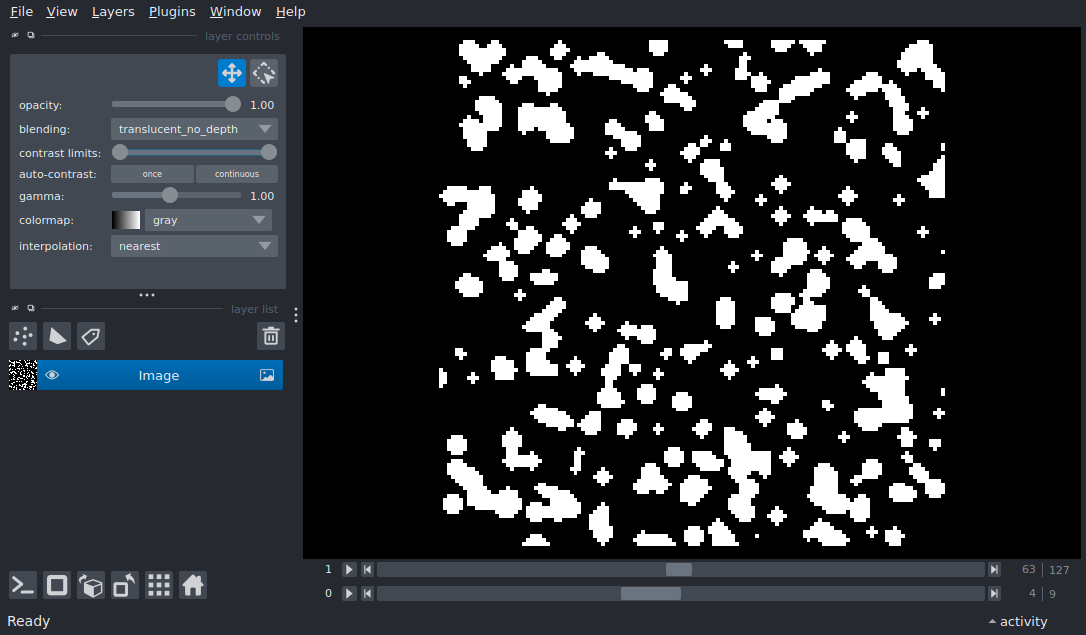 File View Layers Plugins Window Help
layer controls
opacity: 1.00
blending: translucent_no_depth
contrast limits:
auto-contrast: once continuous
gamma: 1.00
colormap: gray
interpolation: nearest
layer list
Image
1 63 127
0 4 9
Ready activity